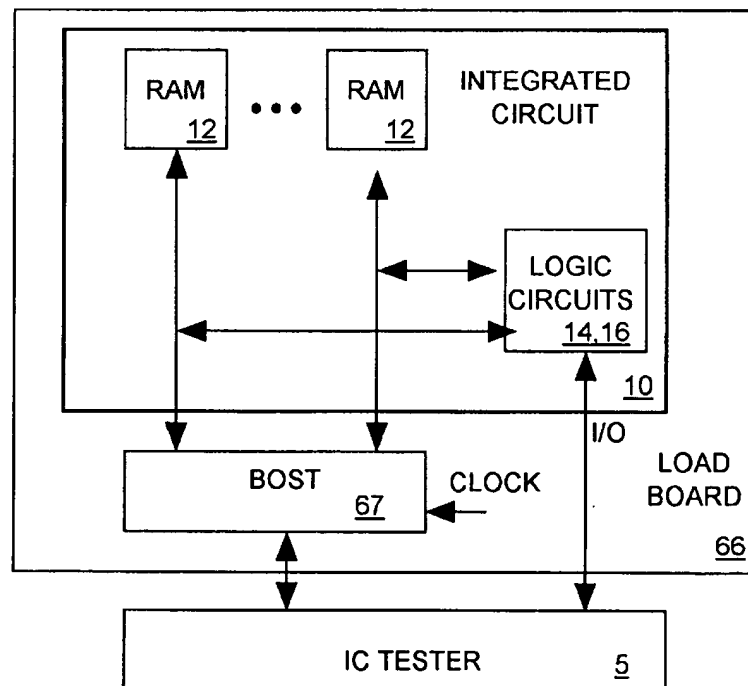 RAM
12
RAM
12
INTEGRATED
CIRCUIT
LOGIC
CIRCUITS
14,16
10
I/O
BOST
67
CLOCK
LOAD
BOARD
66
IC TESTER
5